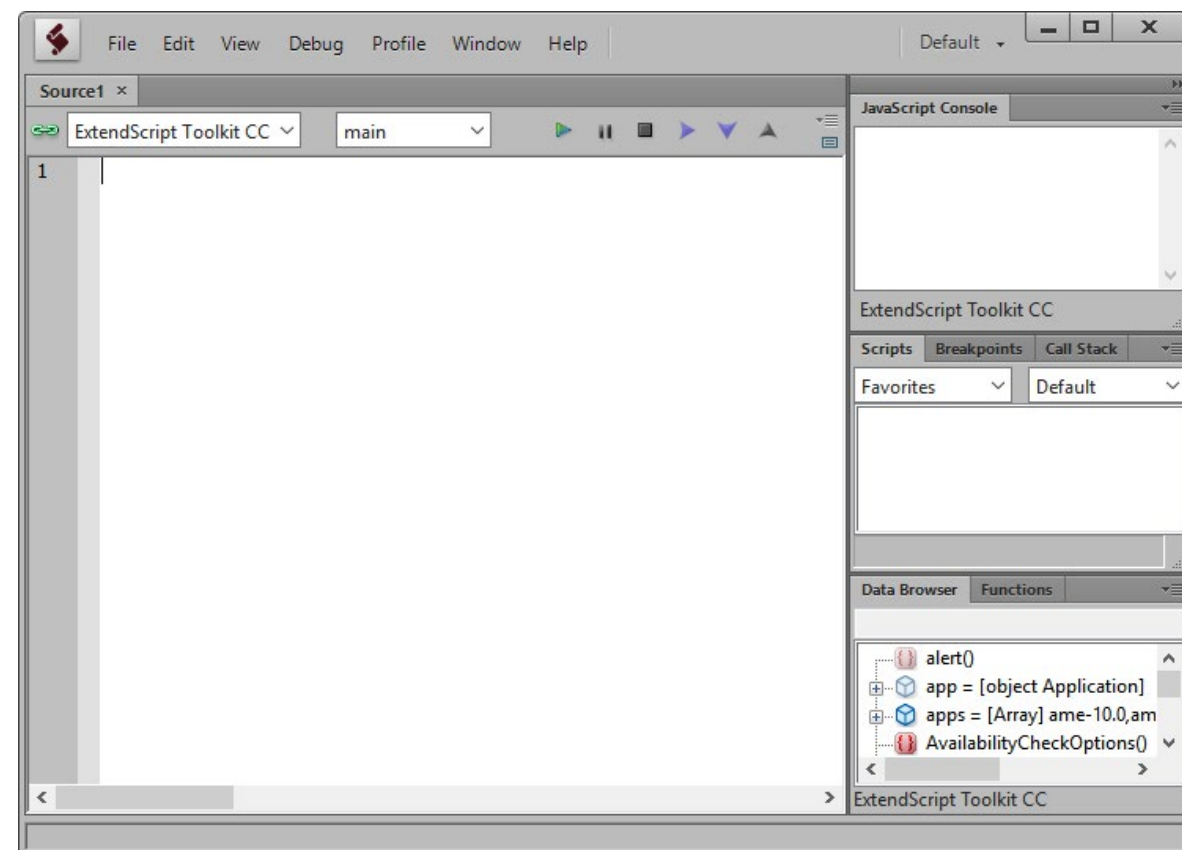 File Edit View Debug Profile Window Help Default
Source1 ×
ExtendScript Toolkit CC main
1
JavaScript Console
ExtendScript Toolkit CC
Scripts Breakpoints Call Stack
Favorites Default
Data Browser Functions
alert()
app = [object Application]
apps = [Array] ame-10.0,am
AvailabilityCheckOptions()
ExtendScript Toolkit CC